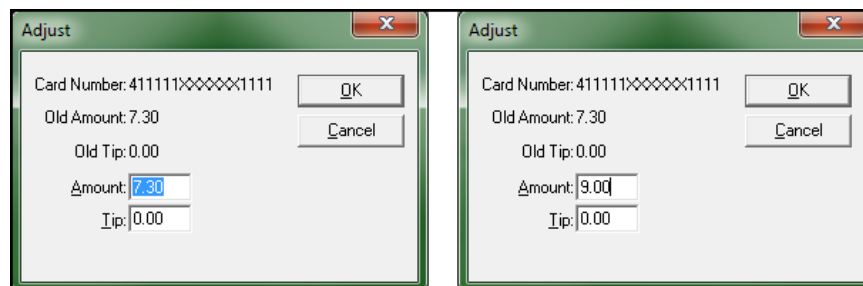 Adjust
Card Number: 411111XXXXXX1111
OK
Old Amount: 7.30
Cancel
Old Tip: 0.00
Amount: 7.30
Tip: 0.00
Adjust
Card Number: 411111XXXXXX1111
OK
Old Amount: 7.30
Cancel
Old Tip: 0.00
Amount: 9.00
Tip: 0.00